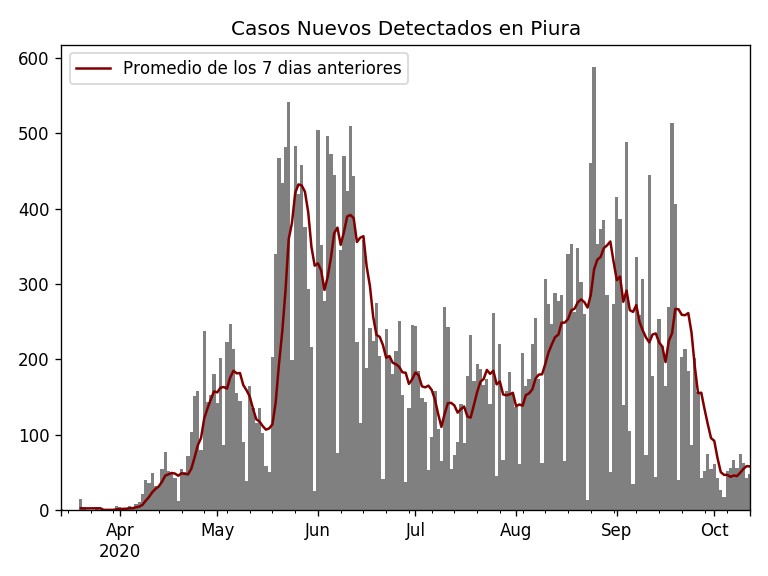 Casos Nuevos Detectados en Piura
Promedio de los 7 dias anteriores
600
500
400
300
200
100
0
Apr May Jun Jul Aug Sep Oct
2020